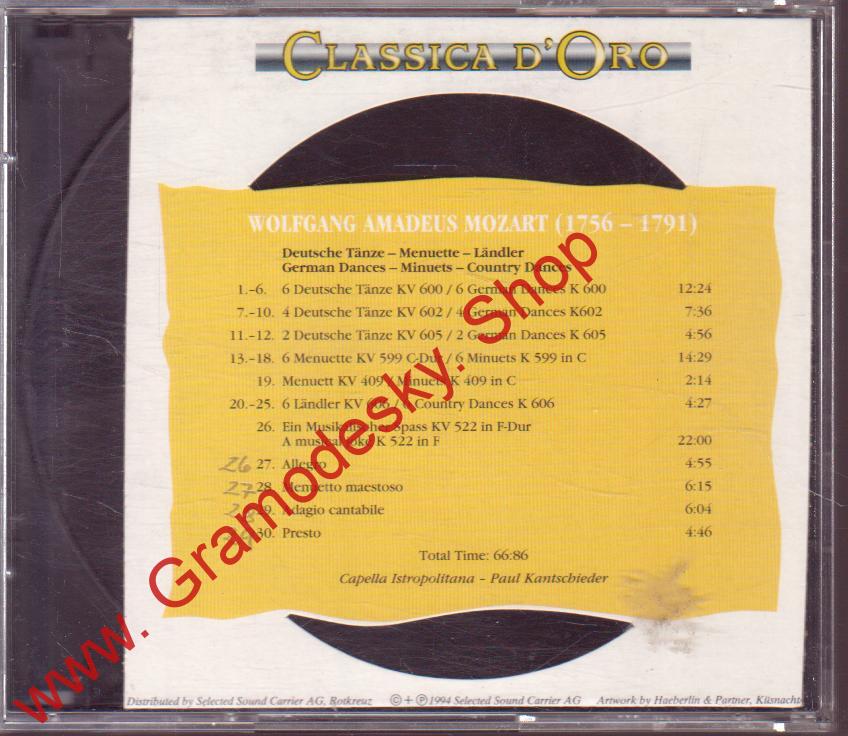 CLASSICA D'ORO
WOLFGANG AMADEUS MOZART (1756 – 1791)
Deutsche Tänze – Menuette – Ländler
German Dances – Minuets – Country Dances
1.-6. 6 Deutsche Tänze KV 600 / 6 German Dances K 600 12:24
7.-10. 4 Deutsche Tänze KV 602 / 4 German Dances K602 7:36
11.-12. 2 Deutsche Tänze KV 605 / 2 German Dances K 605 4:56
13.-18. 6 Menuette KV 599 C-Dur / 6 Minuets K 599 in C 14:29
19. Menuett KV 409 / Minuets K 409 in C 2:14
20.-25. 6 Ländler KV 606 / 6 Country Dances K 606 4:27
26. Ein Musikalischer Spass KV 522 in F-Dur
A musical joke K 522 in F 22:00
26 27. Allegro 4:55
27 28. Menuetto maestoso 6:15
28 29. Adagio cantabile 6:04
29 30. Presto 4:46
Total Time: 66:86
Capella Istropolitana – Paul Kantschieder
Distributed by Selected Sound Carrier AG, Rotkreuz ©+℗1994 Selected Sound Carrier AG Artwork by Haeberlin & Partner, Küsnacht
www.Gramodesky.Shop